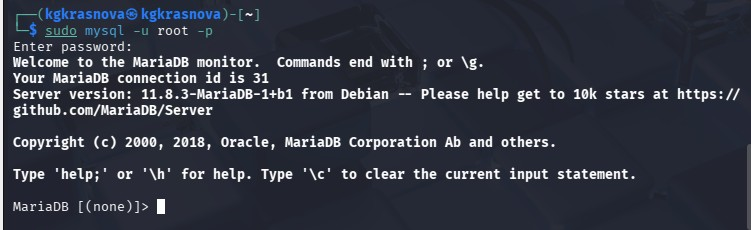 ┌──(kgkrasnova㉿kgkrasnova)-[~]
└─$ sudo mysql -u root -p
Enter password:
Welcome to the MariaDB monitor.  Commands end with ; or \g.
Your MariaDB connection id is 31
Server version: 11.8.3-MariaDB-1+b1 from Debian -- Please help get to 10k stars at https://
github.com/MariaDB/Server
Copyright (c) 2000, 2018, Oracle, MariaDB Corporation Ab and others.
Type 'help;' or '\h' for help. Type '\c' to clear the current input statement.
MariaDB [(none)]>